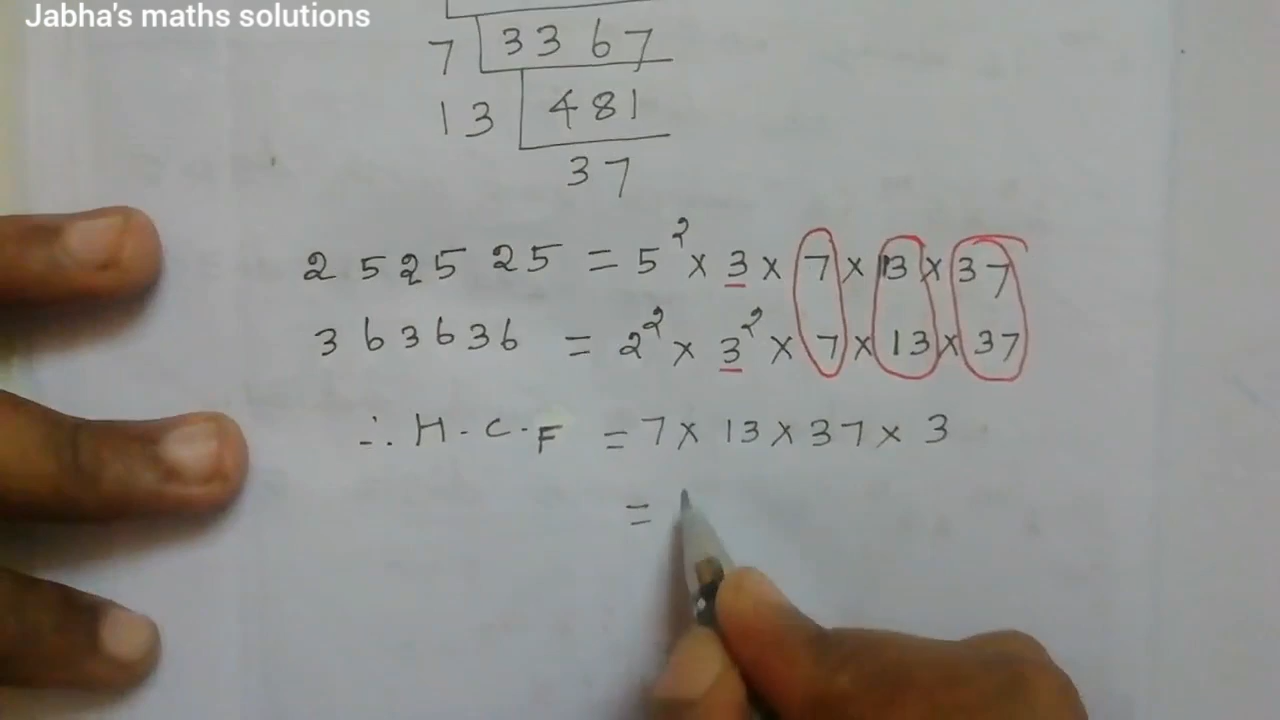 Jabha's maths solutions
7 3367
13 481
37
252525 = 5² × 3 × 7 × 13 × 37
363636 = 2² × 3² × 7 × 13 × 37
∴ H.C.F = 7 × 13 × 37 × 3
=